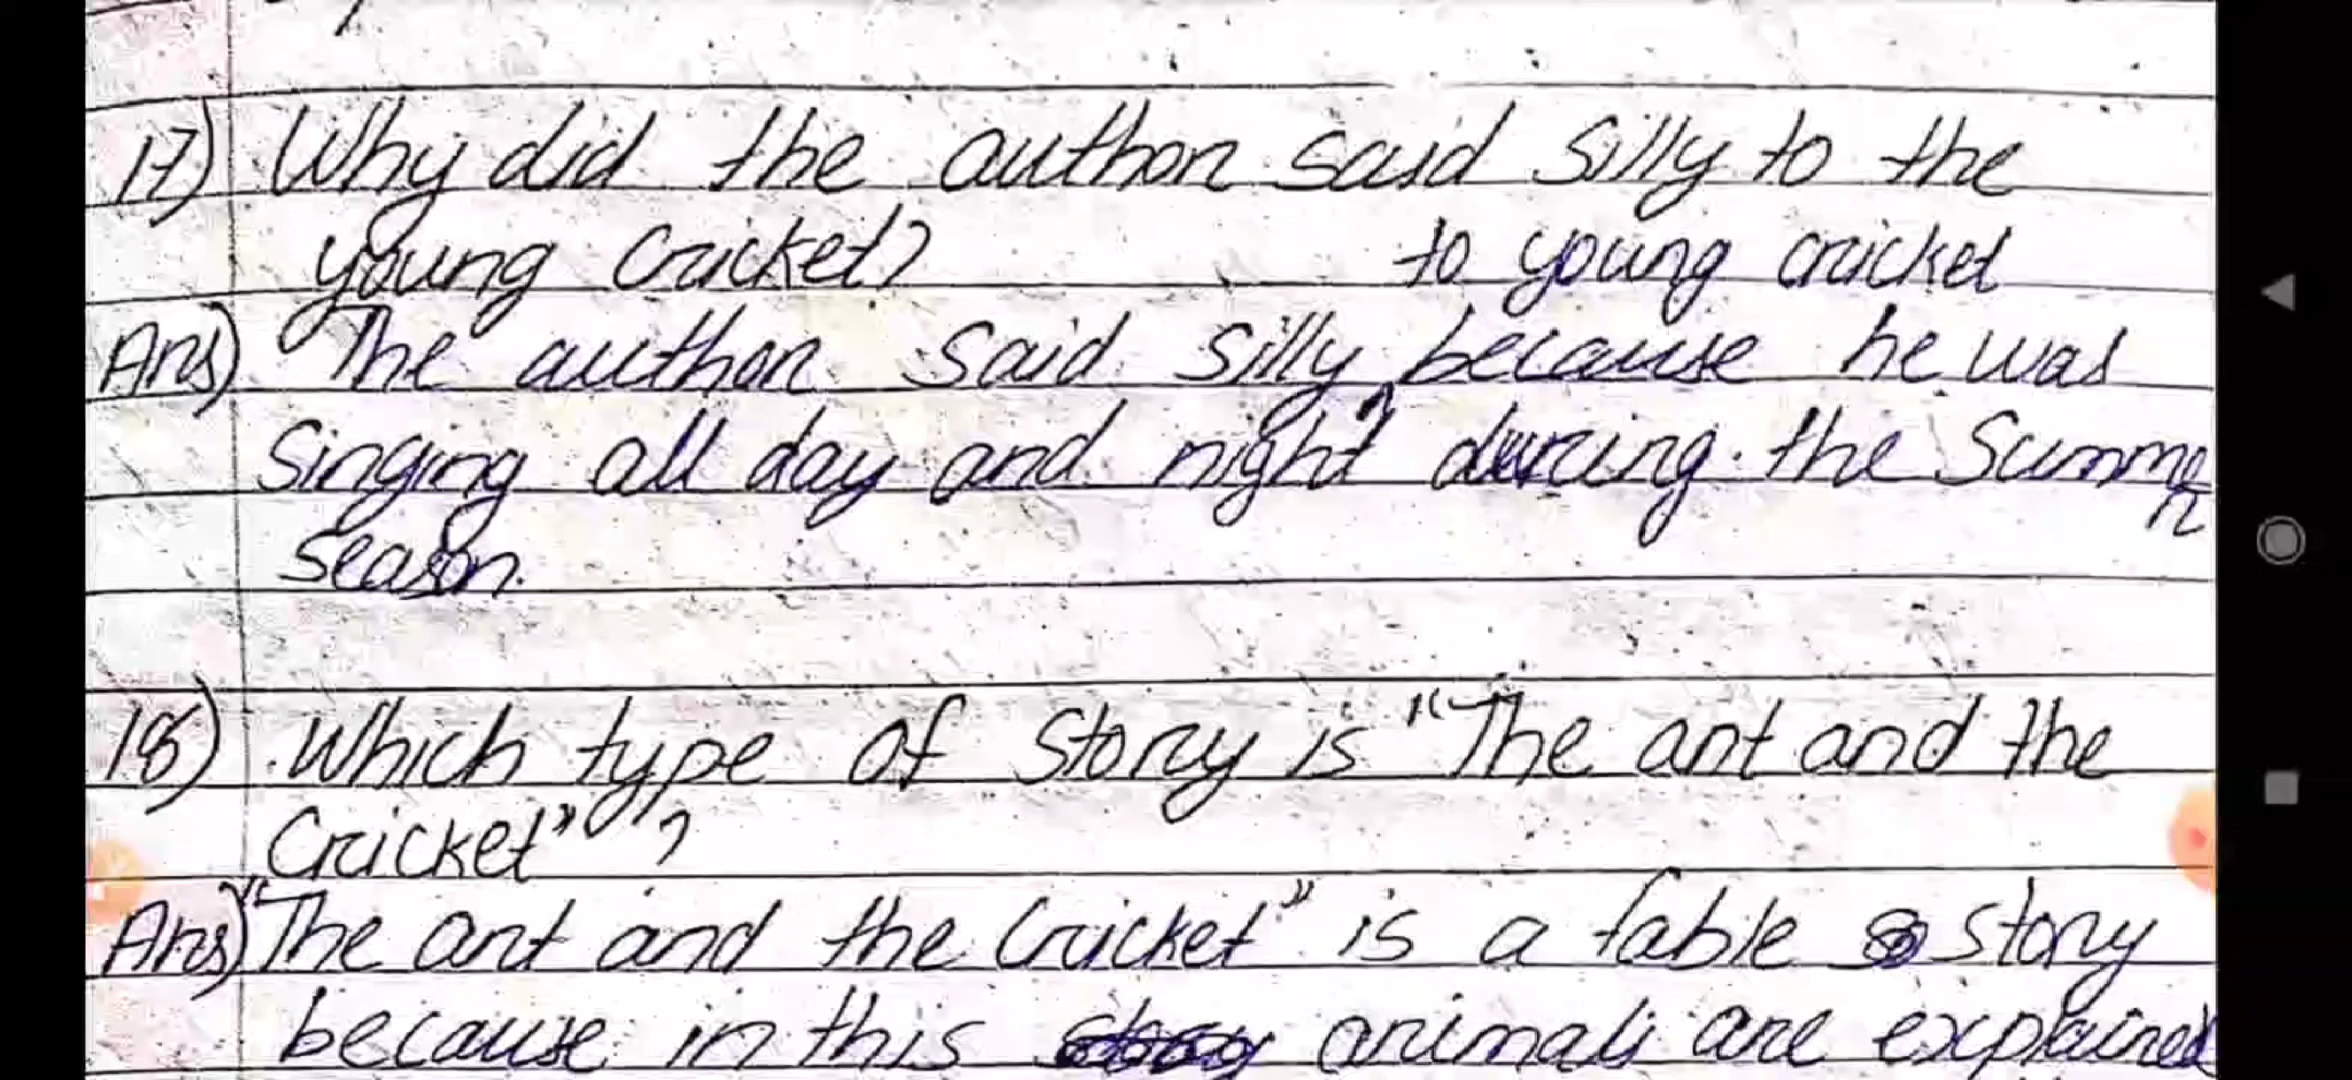 17) Why did the author said silly to the
young cricket?
to young cricket
Ans) The author said silly because he was
singing all day and night during the summer
season.
18) Which type of story is "The ant and the
Cricket"?
Ans) "The ant and the Cricket" is a fable story
because in this animals are explained